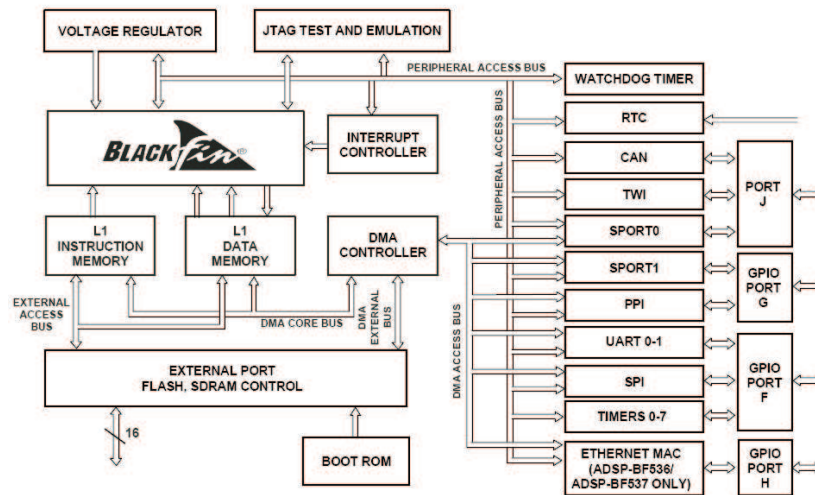 VOLTAGE REGULATOR
JTAG TEST AND EMULATION
PERIPHERAL ACCESS BUS
WATCHDOG TIMER
RTC
BLACKfin®
INTERRUPT
CONTROLLER
PERIPHERAL ACCESS BUS
CAN
TWI
PORT
J
L1
INSTRUCTION
MEMORY
L1
DATA
MEMORY
DMA
CONTROLLER
SPORT0
SPORT1
GPIO
PORT
G
PPI
EXTERNAL
ACCESS
BUS
DMA CORE BUS
DMA
EXTERNAL
BUS
DMA ACCESS BUS
UART 0-1
SPI
GPIO
PORT
F
TIMERS 0-7
EXTERNAL PORT
FLASH, SDRAM CONTROL
16
BOOT ROM
ETHERNET MAC
(ADSP-BF536/
ADSP-BF537 ONLY)
GPIO
PORT
H